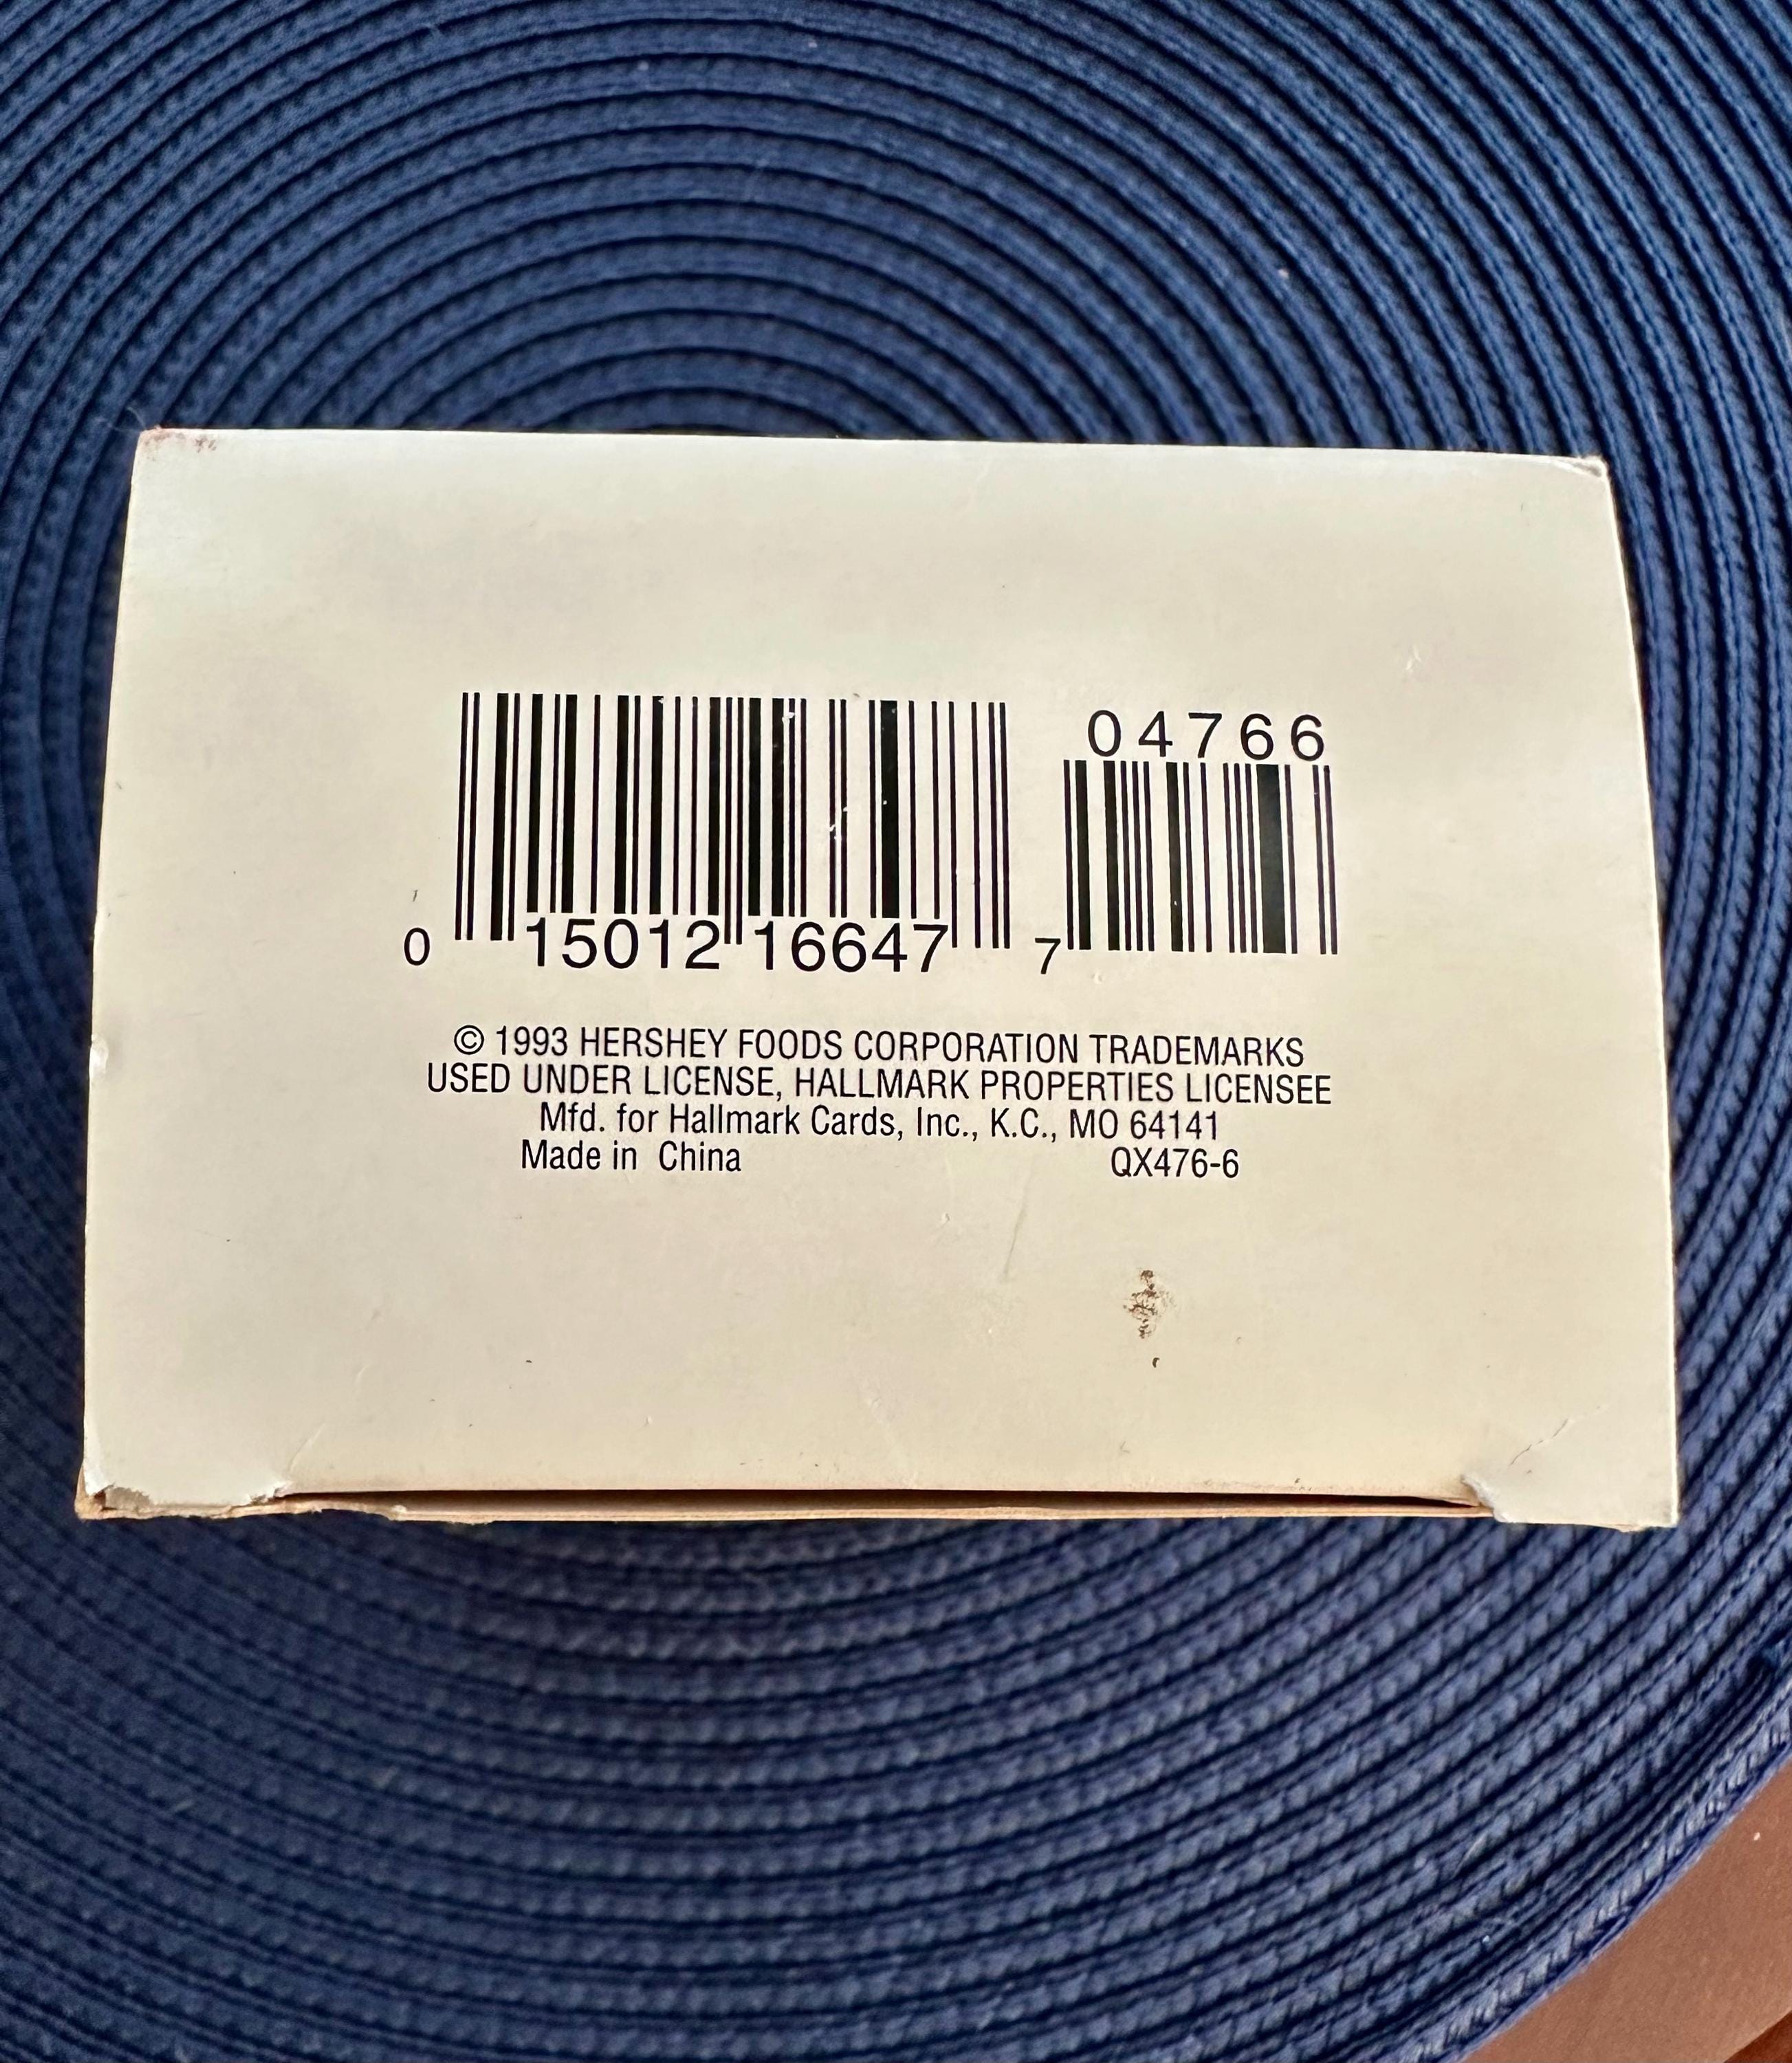 04766
0 15012 16647 7
© 1993 HERSHEY FOODS CORPORATION TRADEMARKS
USED UNDER LICENSE, HALLMARK PROPERTIES LICENSEE
Mfd. for Hallmark Cards, Inc., K.C., MO 64141
Made in China QX476-6